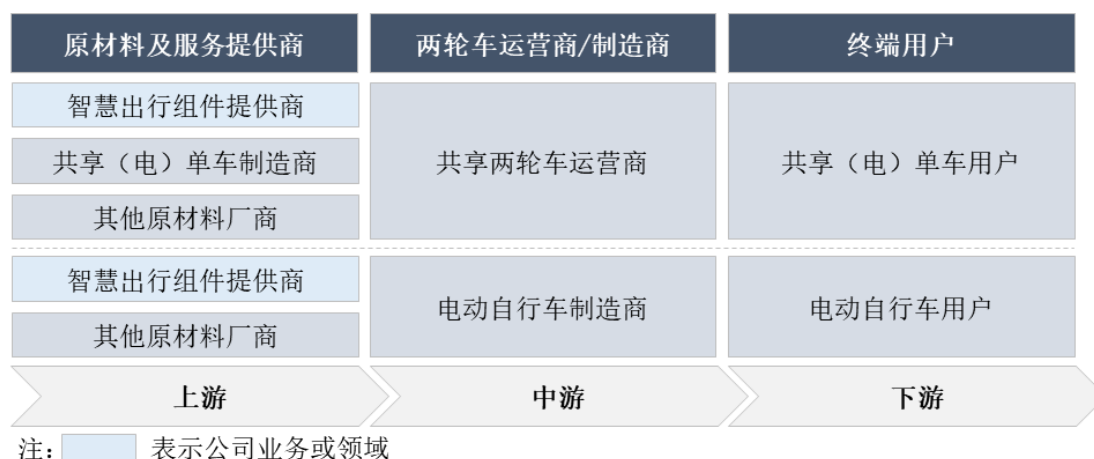 原材料及服务提供商
两轮车运营商/制造商
终端用户
智慧出行组件提供商
共享（电）单车制造商
其他原材料厂商
共享两轮车运营商
共享（电）单车用户
智慧出行组件提供商
其他原材料厂商
电动自行车制造商
电动自行车用户
上游
中游
下游
注： 表示公司业务或领域